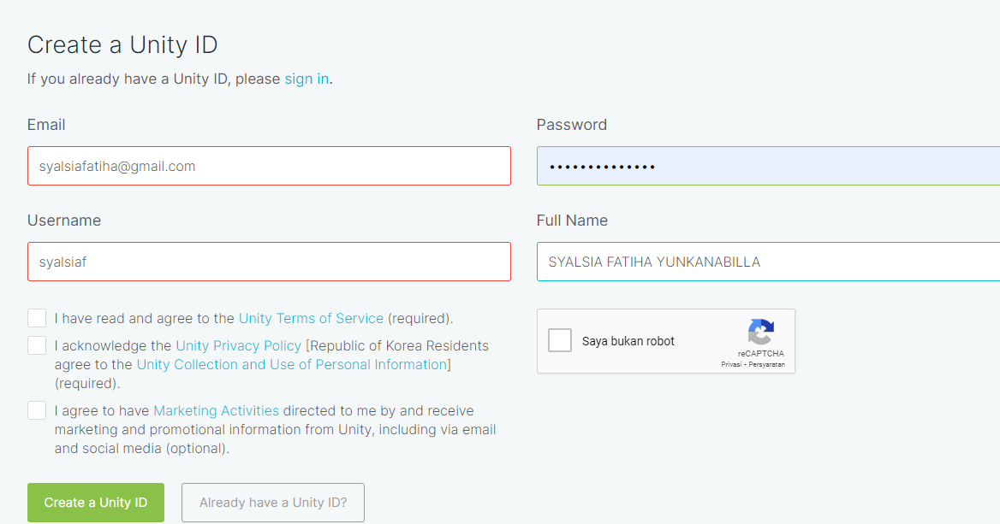 Create a Unity ID
If you already have a Unity ID, please sign in.
Email
Password
syalsiafatiha@gmail.com
••••••••••••••
Username
Full Name
syalsiaf
SYALSIA FATIHA YUNKANABILLA
I have read and agree to the Unity Terms of Service (required).
I acknowledge the Unity Privacy Policy [Republic of Korea Residents
agree to the Unity Collection and Use of Personal Information]
(required).
I agree to have Marketing Activities directed to me by and receive
marketing and promotional information from Unity, including via email
and social media (optional).
Saya bukan robot
reCAPTCHA
Privasi - Persyaratan
Create a Unity ID
Already have a Unity ID?